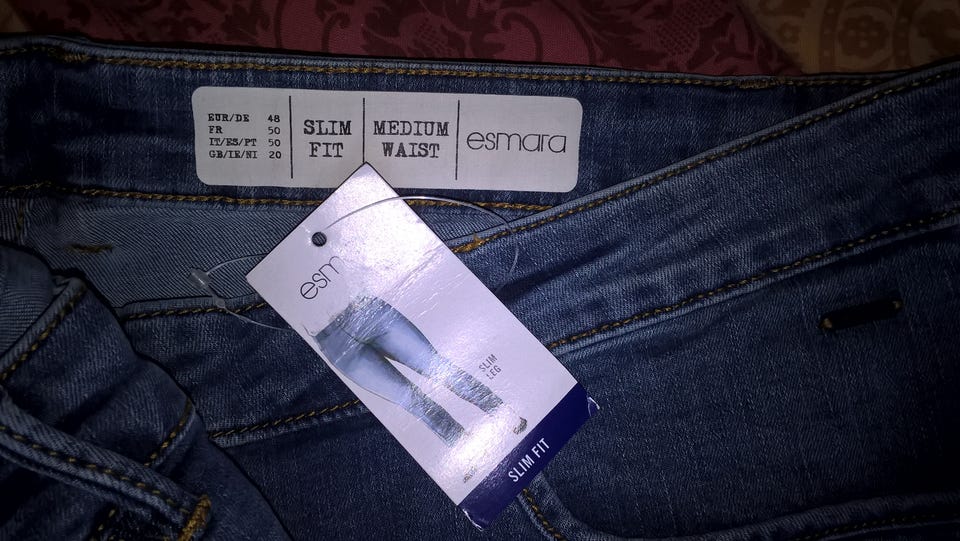 EUR/DE 48
FR 50
IT/ES/PT 50
GB/IE/NI 20
SLIM
FIT
MEDIUM
WAIST
esmara
esm
SLIM
LEG
SLIM FIT